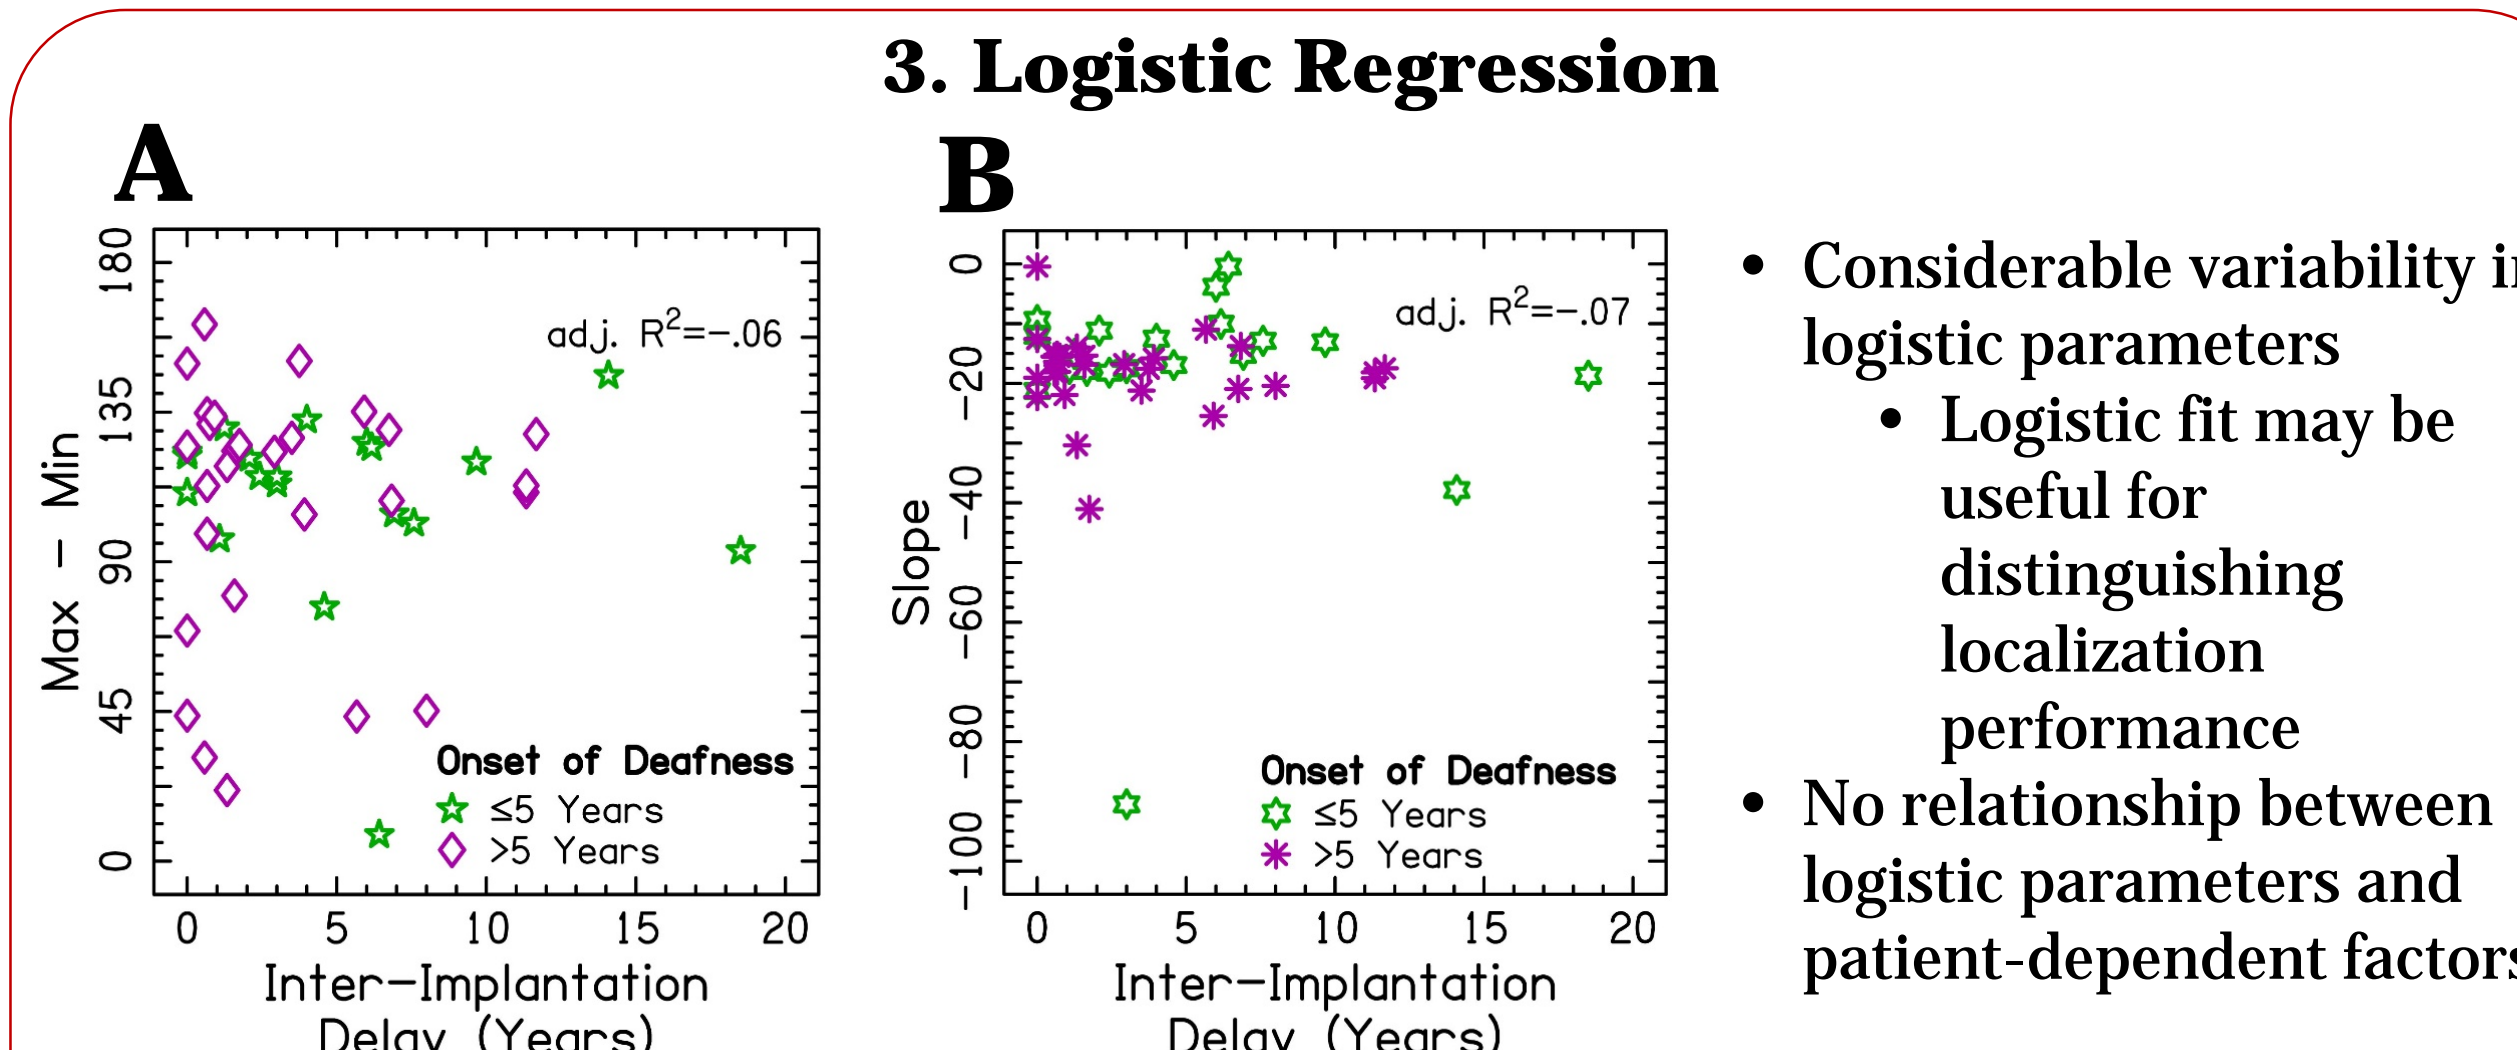 3. Logistic Regression
A
B
180
135
90
45
0
Max − Min
adj. R²=−.06
Onset of Deafness
≤5 Years
>5 Years
0 5 10 15 20
Inter−Implantation
Delay (Years)
0
−20
−40
−60
−80
−100
Slope
adj. R²=−.07
Onset of Deafness
≤5 Years
>5 Years
0 5 10 15 20
Inter−Implantation
Delay (Years)
• Considerable variability in
logistic parameters
• Logistic fit may be
useful for
distinguishing
localization
performance
• No relationship between
logistic parameters and
patient-dependent factors